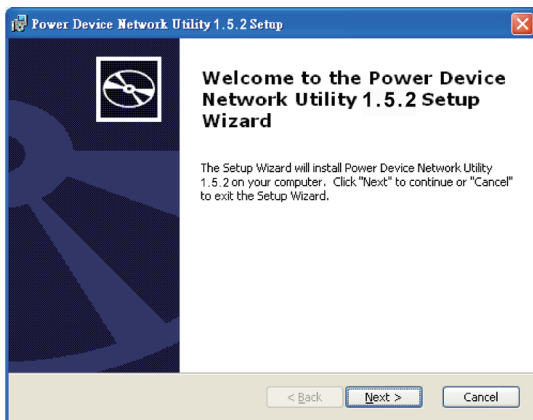 Power Device Network Utility 1.5.2 Setup
Welcome to the Power Device
Network Utility 1.5.2 Setup
Wizard
The Setup Wizard will install Power Device Network Utility
1.5.2 on your computer. Click "Next" to continue or "Cancel"
to exit the Setup Wizard.
< Back
Next >
Cancel